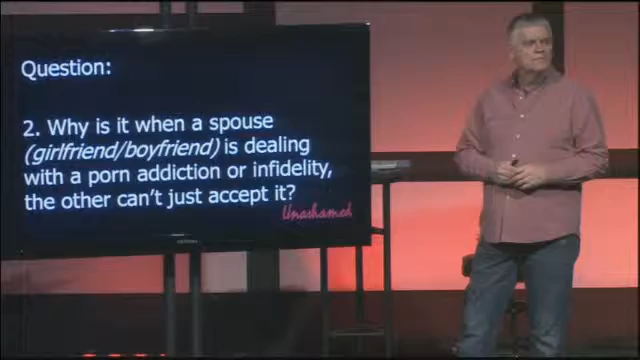 Question:
2. Why is it when a spouse
(girlfriend/boyfriend) is dealing
with a porn addiction or infidelity,
the other can't just accept it?
Unashamed